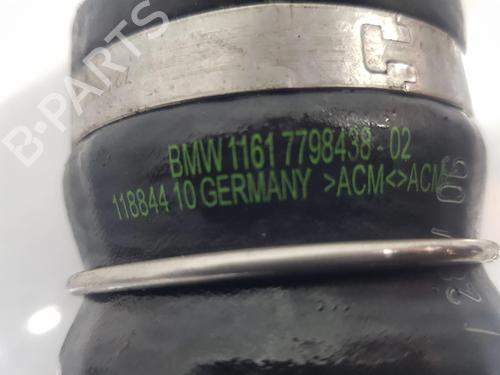 B-PARTS
BMW 1161 7798438 - 02
118844 10 GERMANY >ACM<>ACM